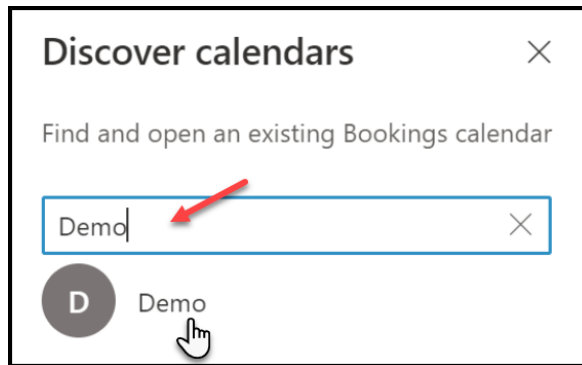 Discover calendars
Find and open an existing Bookings calendar
Demo
D Demo